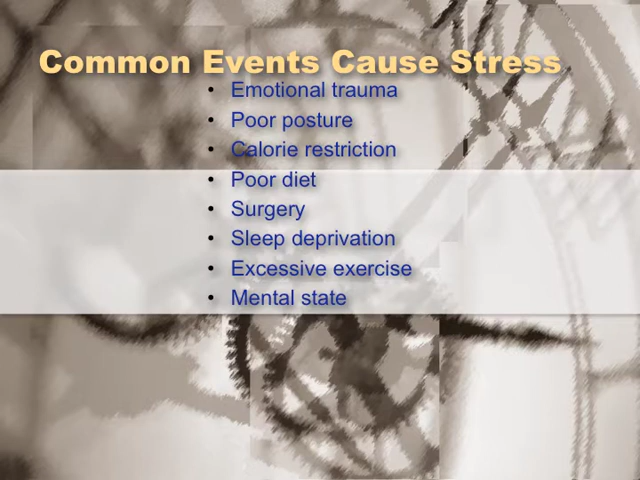 Common Events Cause Stress
• Emotional trauma
• Poor posture
• Calorie restriction
• Poor diet
• Surgery
• Sleep deprivation
• Excessive exercise
• Mental state